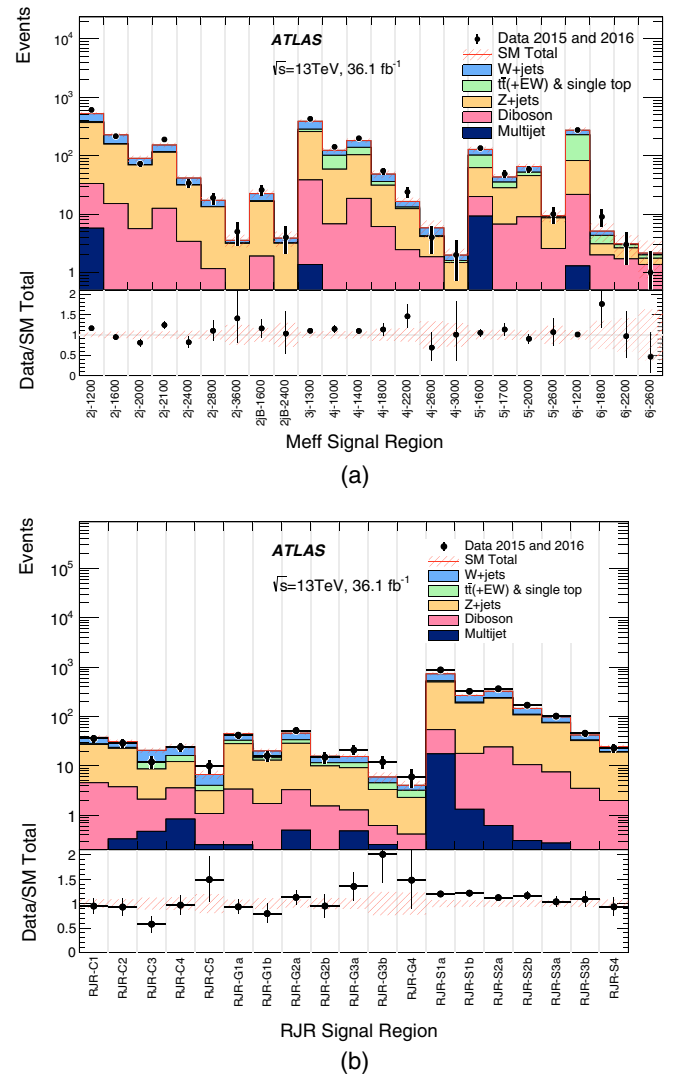 Events
ATLAS
√s=13TeV, 36.1 fb⁻¹
Data 2015 and 2016
SM Total
W+jets
tt̄(+EW) & single top
Z+jets
Diboson
Multijet
10⁴
10³
10²
10
1
Data/SM Total
2
1.5
1
0.5
0
2j-1200
2j-1600
2j-2000
2j-2100
2j-2400
2j-2800
2j-3600
2jB-1600
2jB-2400
3j-1300
4j-1000
4j-1400
4j-1800
4j-2200
4j-2600
4j-3000
5j-1600
5j-1700
5j-2000
5j-2600
6j-1200
6j-1800
6j-2200
6j-2600
Meff Signal Region
(a)
Events
ATLAS
√s=13TeV, 36.1 fb⁻¹
Data 2015 and 2016
SM Total
W+jets
tt̄(+EW) & single top
Z+jets
Diboson
Multijet
10⁵
10⁴
10³
10²
10
1
Data/SM Total
2
1.5
1
0.5
0
RJR-C1
RJR-C2
RJR-C3
RJR-C4
RJR-C5
RJR-G1a
RJR-G1b
RJR-G2a
RJR-G2b
RJR-G3a
RJR-G3b
RJR-G4
RJR-S1a
RJR-S1b
RJR-S2a
RJR-S2b
RJR-S3a
RJR-S3b
RJR-S4
RJR Signal Region
(b)